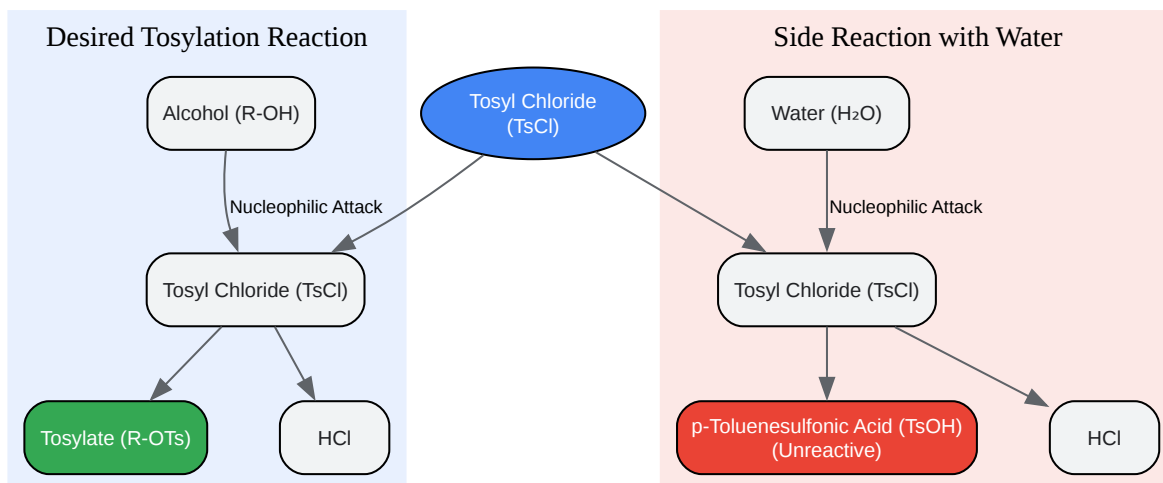 Desired Tosylation Reaction
Side Reaction with Water
Alcohol (R-OH)
Tosyl Chloride
(TsCl)
Water (H₂O)
Nucleophilic Attack
Nucleophilic Attack
Tosyl Chloride (TsCl)
Tosyl Chloride (TsCl)
Tosylate (R-OTs)
HCl
p-Toluenesulfonic Acid (TsOH)
(Unreactive)
HCl